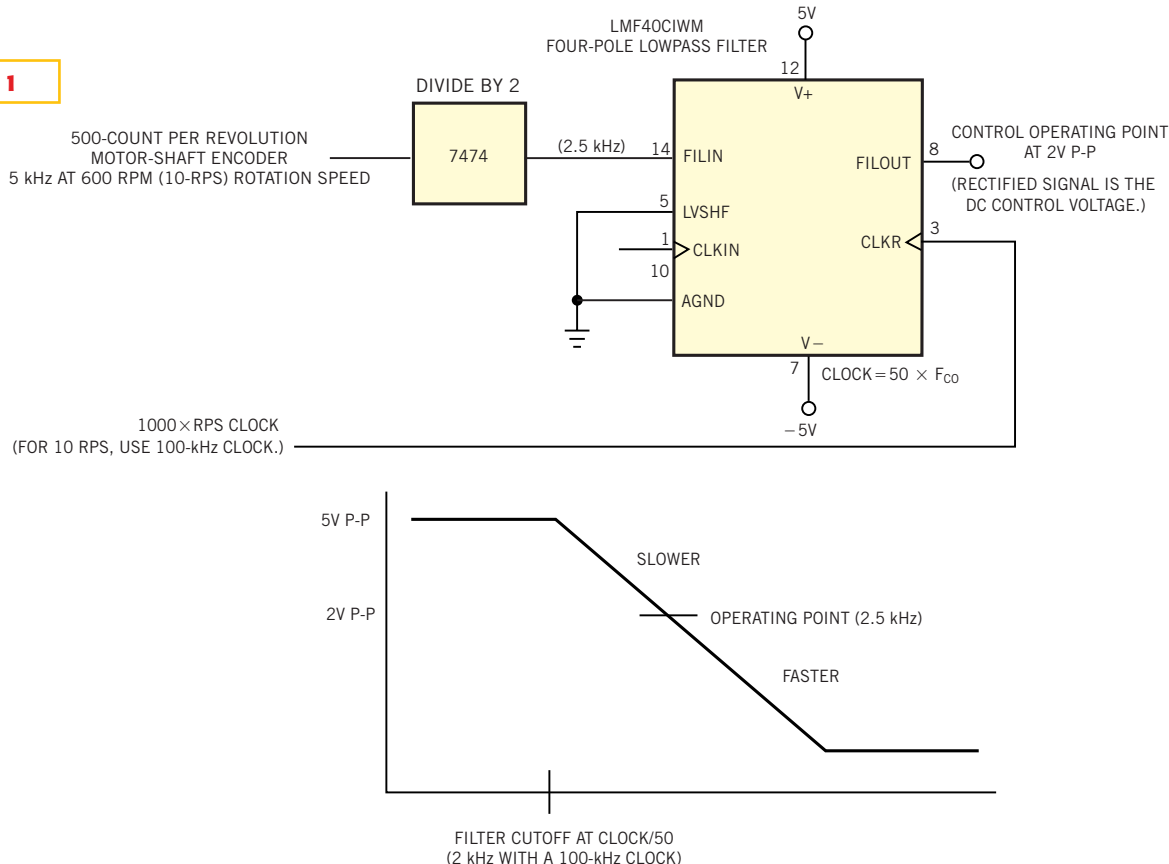 1
LMF40CIWM
FOUR-POLE LOWPASS FILTER
5V
12
V+
DIVIDE BY 2
7474
500-COUNT PER REVOLUTION
MOTOR-SHAFT ENCODER
5 kHz AT 600 RPM (10-RPS) ROTATION SPEED
(2.5 kHz)
14
FILIN
5
LVSHF
1
CLKIN
10
AGND
FILOUT
8
CLKR
3
CONTROL OPERATING POINT
AT 2V P-P
(RECTIFIED SIGNAL IS THE
DC CONTROL VOLTAGE.)
V−
7
CLOCK=50 × FCO
−5V
1000×RPS CLOCK
(FOR 10 RPS, USE 100-kHz CLOCK.)
5V P-P
SLOWER
2V P-P
OPERATING POINT (2.5 kHz)
FASTER
FILTER CUTOFF AT CLOCK/50
(2 kHz WITH A 100-kHz CLOCK)